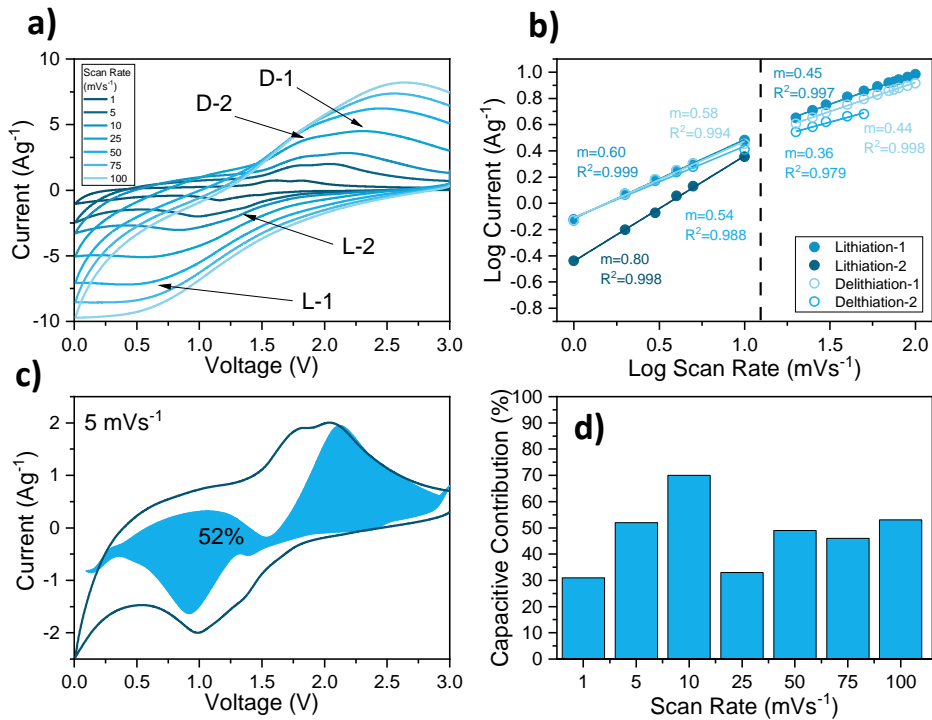 a)
Scan Rate
(mVs⁻¹)
1
5
10
25
50
75
100
D-1
D-2
L-2
L-1
10
5
0
-5
-10
Current (Ag⁻¹)
0.0 0.5 1.0 1.5 2.0 2.5 3.0
Voltage (V)
b)
m=0.45
R²=0.997
m=0.58
R²=0.994
m=0.60
R²=0.999
m=0.44
R²=0.998
m=0.36
R²=0.979
m=0.54
R²=0.988
m=0.80
R²=0.998
Lithiation-1
Lithiation-2
Delithiation-1
Delthiation-2
1.0
0.8
0.6
0.4
0.2
0.0
-0.2
-0.4
-0.6
-0.8
Log Current (Ag⁻¹)
0.0 0.5 1.0 1.5 2.0
Log Scan Rate (mVs⁻¹)
c)
5 mVs⁻¹
52%
2
1
0
-1
-2
Current (Ag⁻¹)
0.0 0.5 1.0 1.5 2.0 2.5 3.0
Voltage (V)
d)
100
90
80
70
60
50
40
30
20
10
0
Capacitive Contribution (%)
1 5 10 25 50 75 100
Scan Rate (mVs⁻¹)